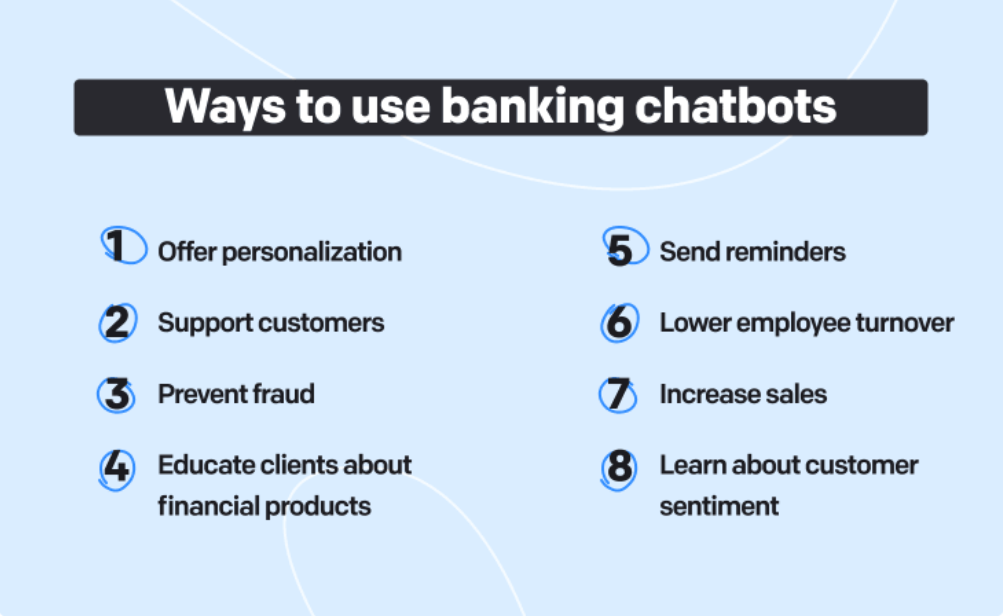 Ways to use banking chatbots
1 Offer personalization
2 Support customers
3 Prevent fraud
4 Educate clients about
financial products
5 Send reminders
6 Lower employee turnover
7 Increase sales
8 Learn about customer
sentiment